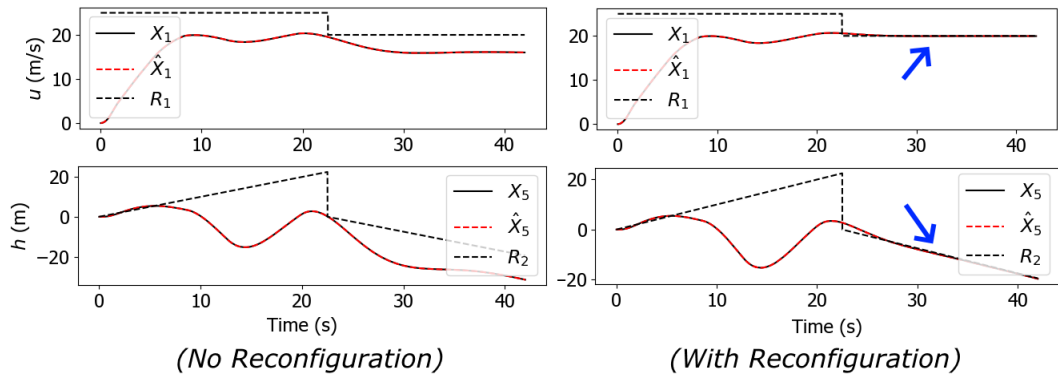 u (m/s)
20
10
0
X₁
X̂₁
R₁
0 10 20 30 40
h (m)
20
0
−20
X₅
X̂₅
R₂
0 10 20 30 40
Time (s)
(No Reconfiguration)
20
10
0
X₁
X̂₁
R₁
0 10 20 30 40
20
0
−20
X₅
X̂₅
R₂
0 10 20 30 40
Time (s)
(With Reconfiguration)